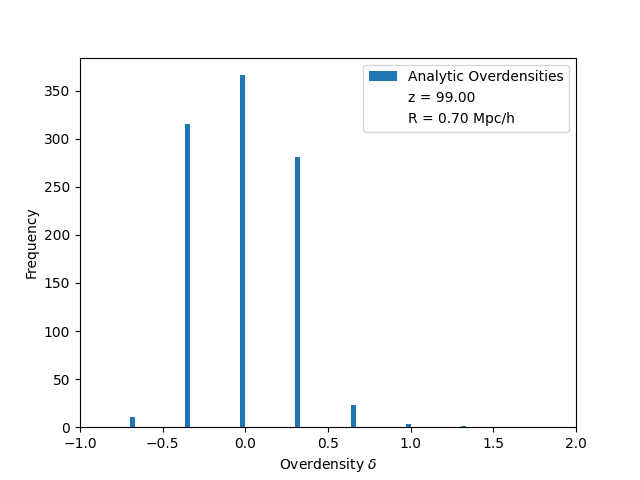 Analytic Overdensities
z = 99.00
R = 0.70 Mpc/h
Frequency
350
300
250
200
150
100
50
0
−1.0 −0.5 0.0 0.5 1.0 1.5 2.0
Overdensity δ